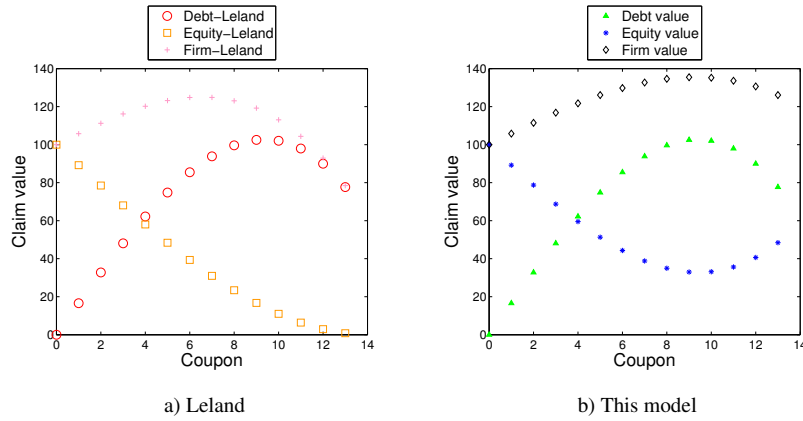 Debt−Leland
Equity−Leland
Firm−Leland
140
120
100
80
60
40
20
0
0 2 4 6 8 10 12 14
Claim value
Coupon
a) Leland
Debt value
Equity value
Firm value
140
120
100
80
60
40
20
0
0 2 4 6 8 10 12 14
Claim value
Coupon
b) This model